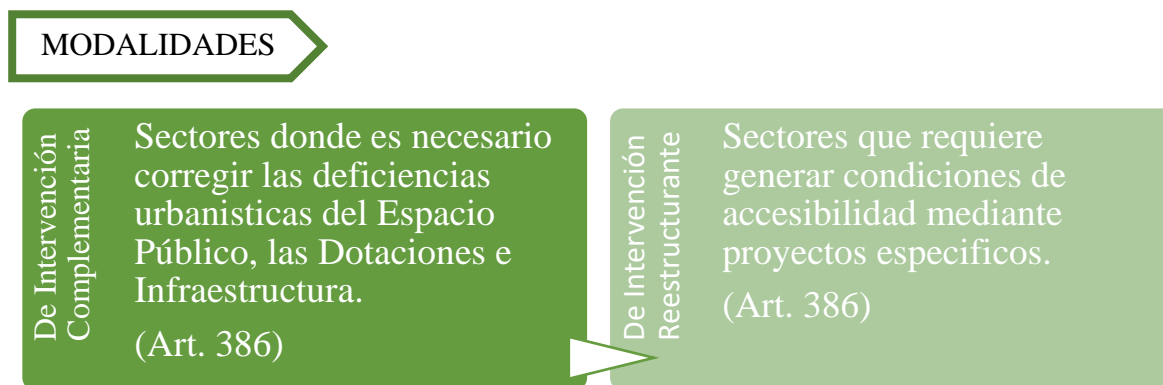 MODALIDADES
De Intervención
Complementaria
Sectores donde es necesario
corregir las deficiencias
urbanisticas del Espacio
Público, las Dotaciones e
Infraestructura.
(Art. 386)
De Intervención
Reestructurante
Sectores que requiere
generar condiciones de
accesibilidad mediante
proyectos especificos.
(Art. 386)